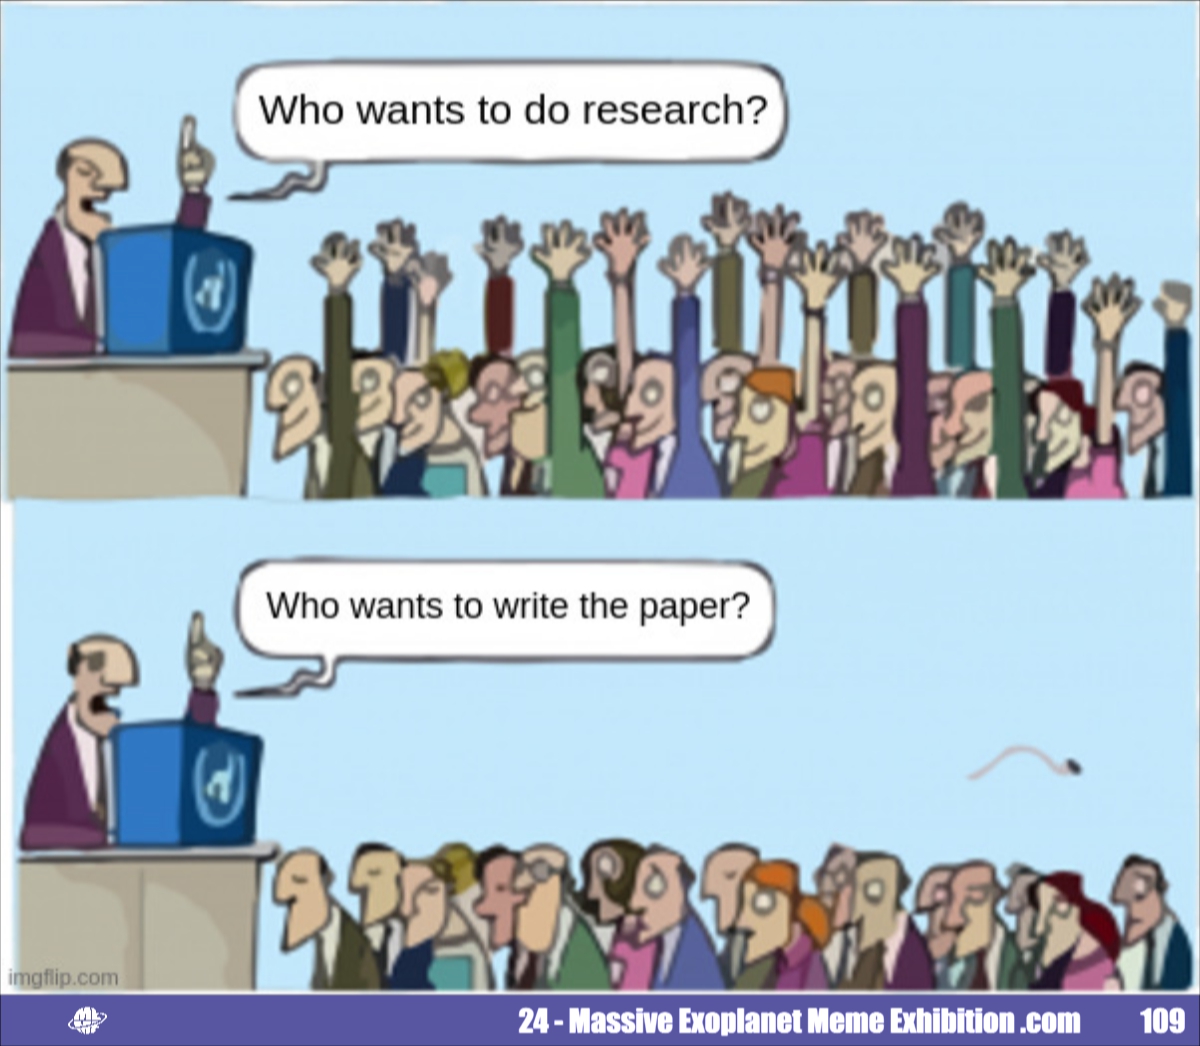 Who wants to do research?
Who wants to write the paper?
imgflip.com
24 - Massive Exoplanet Meme Exhibition .com 109